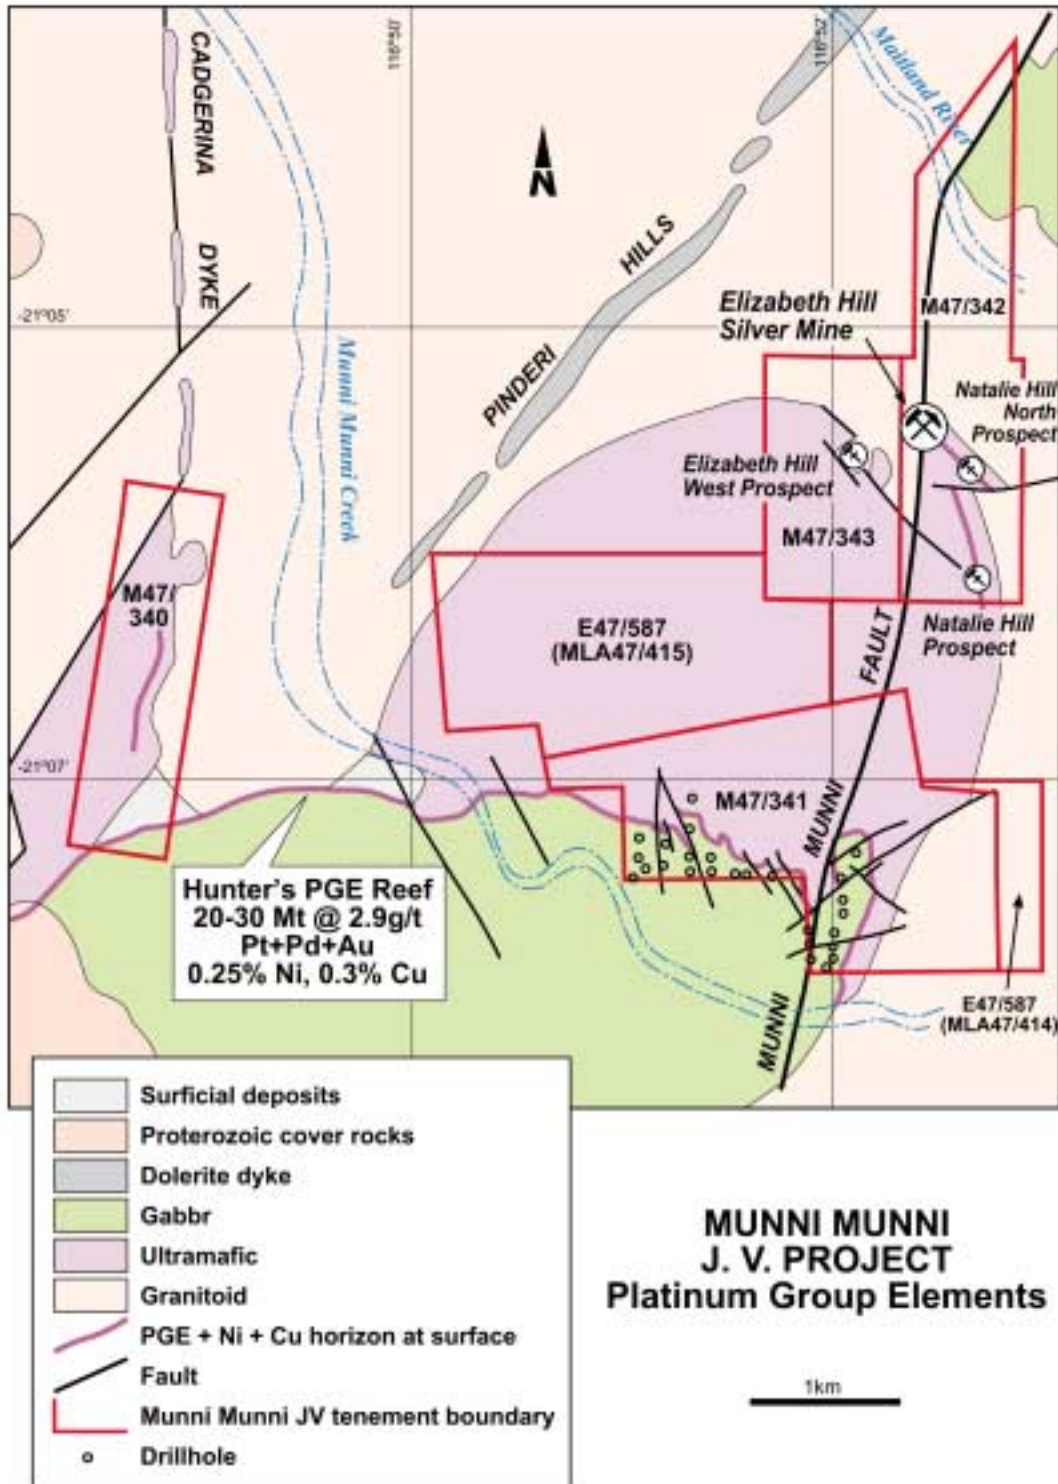 CADGERINA
DYKE
116º50'
116º52'
Maitland River
N
HILLS
PINDERI
-21º05'
Munni Munni Creek
Elizabeth Hill
Silver Mine
M47/342
Natalie Hill
North
Prospect
Elizabeth Hill
West Prospect
M47/343
M47/
340
E47/587
(MLA47/415)
FAULT
Natalie Hill
Prospect
-21º07'
M47/341
MUNNI
MUNNI
Hunter's PGE Reef
20-30 Mt @ 2.9g/t
Pt+Pd+Au
0.25% Ni, 0.3% Cu
E47/587
(MLA47/414)
Surficial deposits
Proterozoic cover rocks
Dolerite dyke
Gabbr
Ultramafic
Granitoid
PGE + Ni + Cu horizon at surface
Fault
Munni Munni JV tenement boundary
Drillhole
MUNNI MUNNI
J. V. PROJECT
Platinum Group Elements
1km